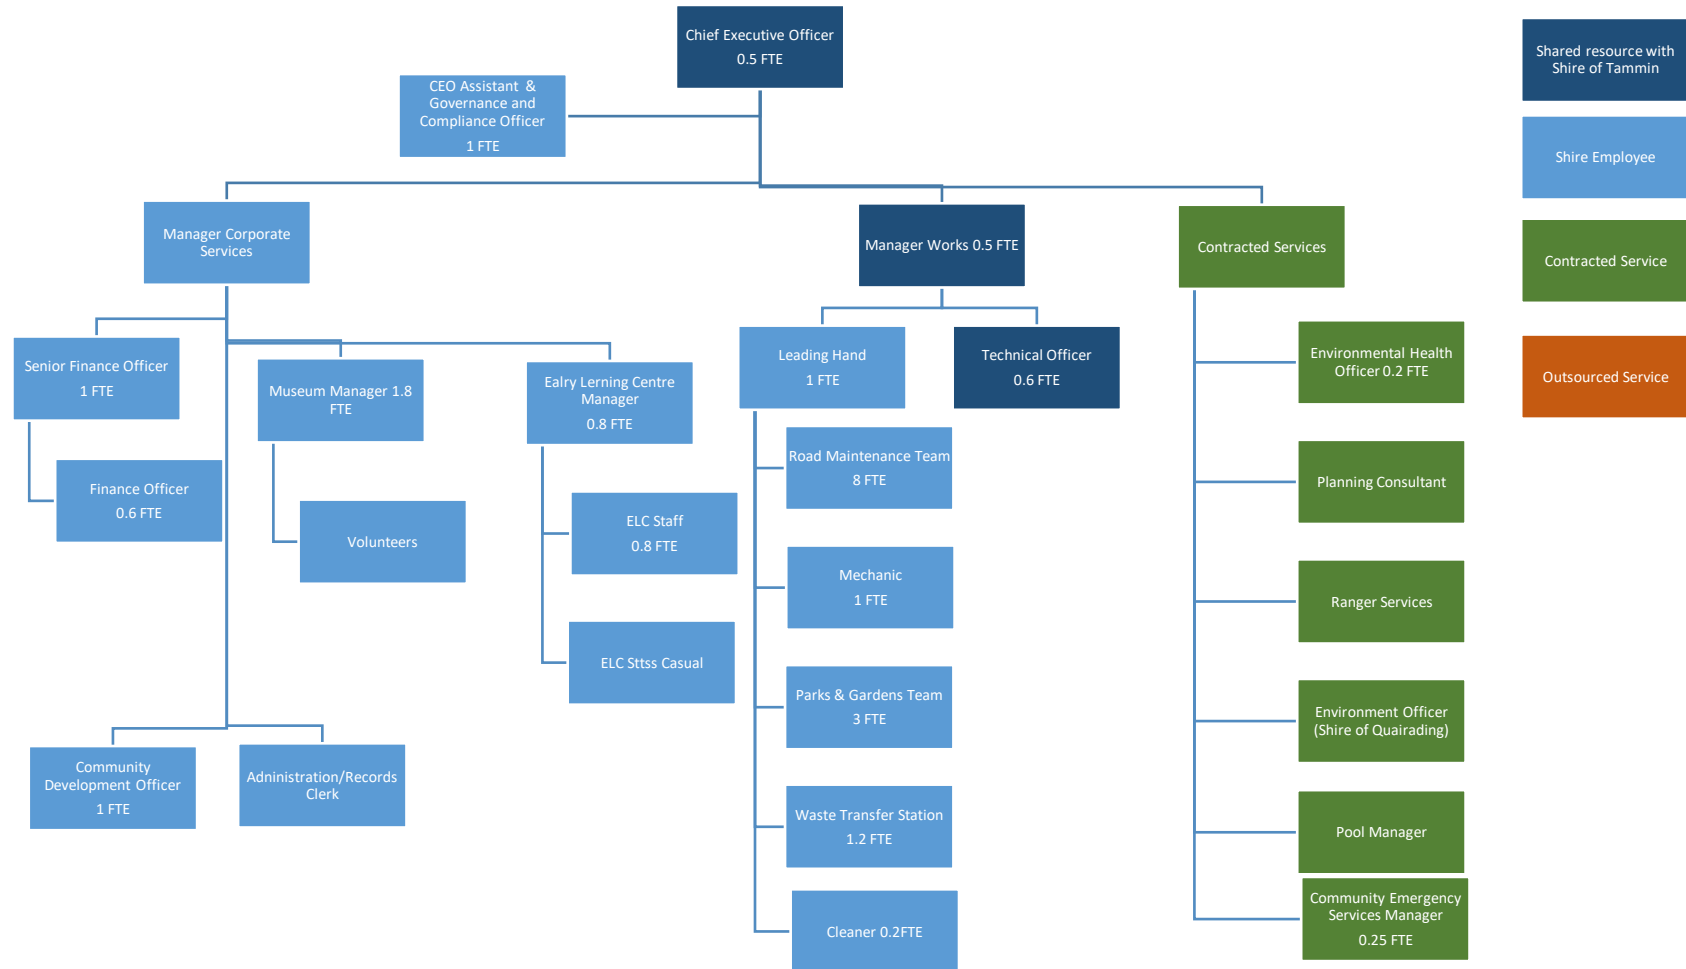 Chief Executive Officer
0.5 FTE
CEO Assistant &
Governance and
Compliance Officer
1 FTE
Manager Corporate
Services
Manager Works 0.5 FTE
Contracted Services
Senior Finance Officer
1 FTE
Finance Officer
0.6 FTE
Museum Manager 1.8
FTE
Volunteers
Ealry Lerning Centre
Manager
0.8 FTE
ELC Staff
0.8 FTE
ELC Sttss Casual
Community
Development Officer
1 FTE
Adninistration/Records
Clerk
Leading Hand
1 FTE
Technical Officer
0.6 FTE
Road Maintenance Team
8 FTE
Mechanic
1 FTE
Parks & Gardens Team
3 FTE
Waste Transfer Station
1.2 FTE
Cleaner 0.2FTE
Environmental Health
Officer 0.2 FTE
Planning Consultant
Ranger Services
Environment Officer
(Shire of Quairading)
Pool Manager
Community Emergency
Services Manager
0.25 FTE
Shared resource with
Shire of Tammin
Shire Employee
Contracted Service
Outsourced Service